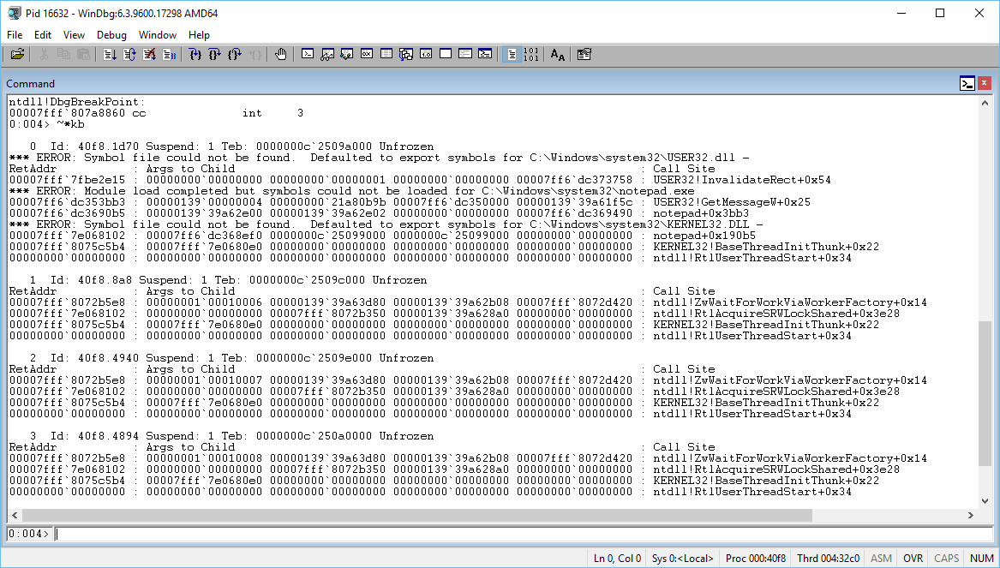 Pid 16632 - WinDbg:6.3.9600.17298 AMD64
File Edit View Debug Window Help
Command
ntdll!DbgBreakPoint:
00007fff`807a8860 cc              int     3
0:004> ~*kb
   0  Id: 40f8.1d70 Suspend: 1 Teb: 0000000c`2509a000 Unfrozen
*** ERROR: Symbol file could not be found.  Defaulted to export symbols for C:\Windows\system32\USER32.dll -
RetAddr           : Args to Child                                                           : Call Site
00007fff`7fbe2e15 : 00000000`00000000 00000000`00000001 00000000`00000000 00007ff6`dc373758 : USER32!InvalidateRect+0x54
*** ERROR: Module load completed but symbols could not be loaded for C:\Windows\system32\notepad.exe
00007ff6`dc353bb3 : 00000139`00000004 00000000`21a80b9b 00007ff6`dc350000 00000139`39a61f5c : USER32!GetMessageW+0x25
00007ff6`dc3690b5 : 00000139`39a62e00 00000139`39a62e02 00000000`00000000 00007ff6`dc369490 : notepad+0x3bb3
*** ERROR: Symbol file could not be found.  Defaulted to export symbols for C:\Windows\system32\KERNEL32.DLL -
00007fff`7e068102 : 00007ff6`dc368ef0 0000000c`25099000 0000000c`25099000 00000000`00000000 : notepad+0x190b5
00007fff`8075c5b4 : 00007fff`7e0680e0 00000000`00000000 00000000`00000000 00000000`00000000 : KERNEL32!BaseThreadInitThunk+0x22
00000000`00000000 : 00000000`00000000 00000000`00000000 00000000`00000000 00000000`00000000 : ntdll!RtlUserThreadStart+0x34
   1  Id: 40f8.8a8 Suspend: 1 Teb: 0000000c`2509c000 Unfrozen
RetAddr           : Args to Child                                                           : Call Site
00007fff`8072b5e8 : 00000001`00010006 00000139`39a63d80 00000139`39a62b08 00007fff`8072d420 : ntdll!ZwWaitForWorkViaWorkerFactory+0x14
00007fff`7e068102 : 00000000`00000000 00007fff`8072b350 00000139`39a628a0 00000000`00000000 : ntdll!RtlAcquireSRWLockShared+0x3e28
00007fff`8075c5b4 : 00007fff`7e0680e0 00000000`00000000 00000000`00000000 00000000`00000000 : KERNEL32!BaseThreadInitThunk+0x22
00000000`00000000 : 00000000`00000000 00000000`00000000 00000000`00000000 00000000`00000000 : ntdll!RtlUserThreadStart+0x34
   2  Id: 40f8.4940 Suspend: 1 Teb: 0000000c`2509e000 Unfrozen
RetAddr           : Args to Child                                                           : Call Site
00007fff`8072b5e8 : 00000001`00010007 00000139`39a63d80 00000139`39a62b08 00007fff`8072d420 : ntdll!ZwWaitForWorkViaWorkerFactory+0x14
00007fff`7e068102 : 00000000`00000000 00007fff`8072b350 00000139`39a628a0 00000000`00000000 : ntdll!RtlAcquireSRWLockShared+0x3e28
00007fff`8075c5b4 : 00007fff`7e0680e0 00000000`00000000 00000000`00000000 00000000`00000000 : KERNEL32!BaseThreadInitThunk+0x22
00000000`00000000 : 00000000`00000000 00000000`00000000 00000000`00000000 00000000`00000000 : ntdll!RtlUserThreadStart+0x34
   3  Id: 40f8.4894 Suspend: 1 Teb: 0000000c`250a0000 Unfrozen
RetAddr           : Args to Child                                                           : Call Site
00007fff`8072b5e8 : 00000001`00010008 00000139`39a63d80 00000139`39a62b08 00007fff`8072d420 : ntdll!ZwWaitForWorkViaWorkerFactory+0x14
00007fff`7e068102 : 00000000`00000000 00007fff`8072b350 00000139`39a628a0 00000000`00000000 : ntdll!RtlAcquireSRWLockShared+0x3e28
00007fff`8075c5b4 : 00007fff`7e0680e0 00000000`00000000 00000000`00000000 00000000`00000000 : KERNEL32!BaseThreadInitThunk+0x22
00000000`00000000 : 00000000`00000000 00000000`00000000 00000000`00000000 00000000`00000000 : ntdll!RtlUserThreadStart+0x34
0:004>
Ln 0, Col 0 Sys 0:<Local> Proc 000:40f8 Thrd 004:32c0 ASM OVR CAPS NUM